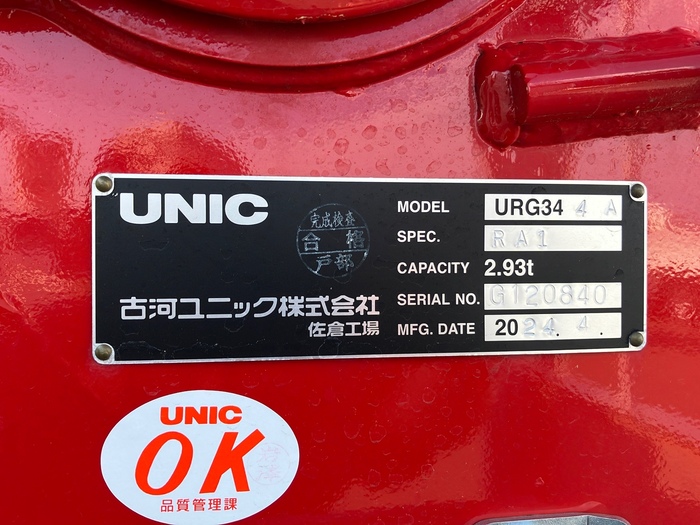 UNIC
完成検査
合格
戸部
古河ユニック株式会社
佐倉工場
MODEL URG34 4 A
SPEC. RA1
CAPACITY 2.93t
SERIAL NO. G120840
MFG. DATE 2024. 4.
UNIC
OK
品質管理課